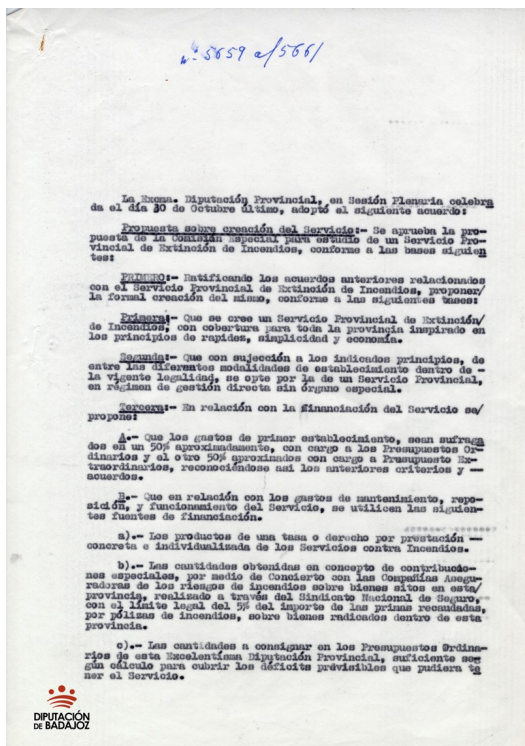 nº 5659 al 5661
La Excma. Diputación Provincial, en Sesión Plenaria celebra
da el día 30 de Octubre último, adoptó el siguiente acuerdo:
Propuesta sobre creación del Servicio:- Se aprueba la pro-
puesta de la Comisión Especial para estudio de un Servicio Pro-
vincial de Extinción de Incendios, conforme a las bases siguien
tes:
PRIMERO:- Ratificando los acuerdos anteriores relacionados
con el Servicio Provincial de Extinción de Incendios, proponer/
la formal creación del mismo, conforme a las siguientes bases:
Primera:- Que se cree un Servicio Provincial de Extinción/
de Incendios, con cobertura para toda la provincia inspirado en
los principios de rapidez, simplicidad y economía.
Segunda:- Que con sujección a los indicados principios, de
entre las diferentes modalidades de establecimiento dentro de -
la vigente legalidad, se opte por la de un Servicio Provincial,
en régimen de gestión directa sin órgano especial.
Tercera:- En relación con la financiación del Servicio se/
propone:
A.- Que los gastos de primer establecimiento, sean sufraga
dos en un 50% aproximadamente, con cargo a los Presupuestos Or-
dinarios y el otro 50% aproximados con cargo a Presupuesto Ex-
traordinarios, reconociéndose asi los anteriores criterios y --
acuerdos.
B.- Que en relación con los gastos de mantenimiento, repo-
sición, y funcionamiento del Servicio, se utilicen las siguien-
tes fuentes de financiación.
a).- Los productos de una tasa o derecho por prestación --
concreta e individualizada de los Servicios contra Incendios.
b).- Las cantidades obtenidas en concepto de contribucio-
nes especiales, por medio de Concierto con las Compañías Asegu-
radoras de los riesgos de incendios sobre bienes sitos en esta/
provincia, realizado a través del Sindicato Nacional de Seguro,
con el límite legal del 5% del importe de las primas recaudadas,
por pólizas de incendios, sobre bienes radicados dentro de esta
provincia.
c).- Las cantidades a consignar en los Presupuestos Ordina-
rios de esta Excelentísma Diputación Provincial, suficiente seg
gún cálculo para cubrir los déficits previsibles que pudiera te
ner el Servicio.
DIPUTACIÓN
DE BADAJOZ